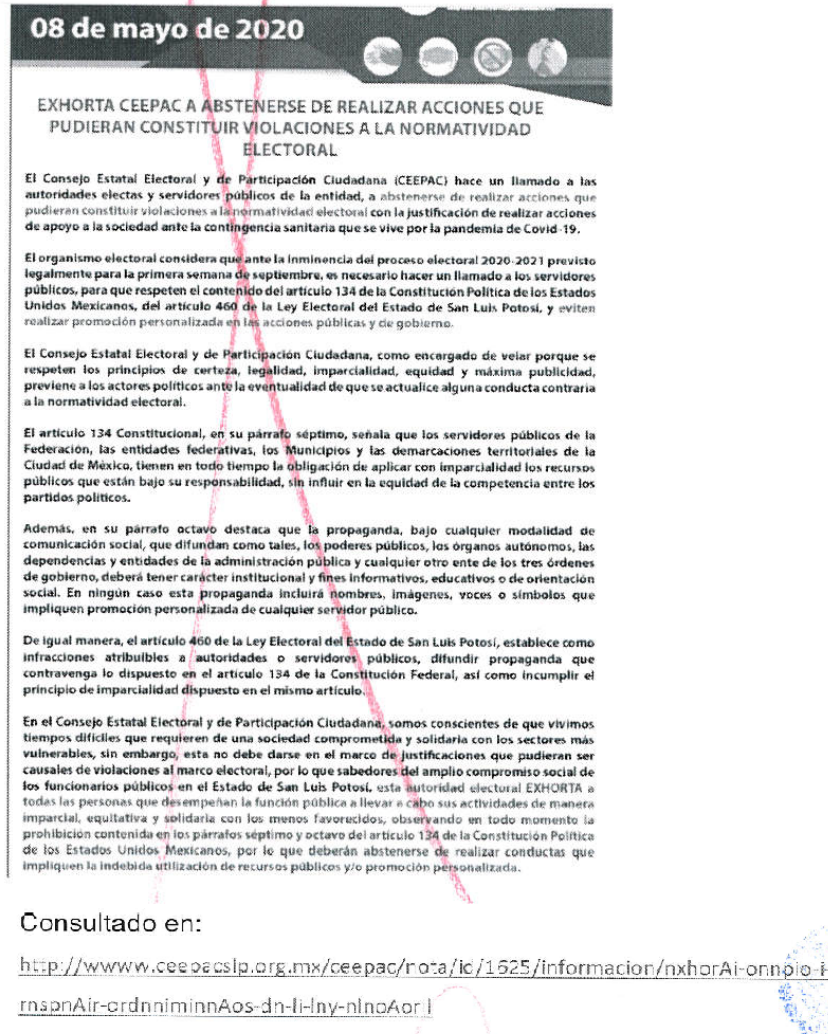 08 de mayo de 2020
EXHORTA CEEPAC A ABSTENERSE DE REALIZAR ACCIONES QUE
PUDIERAN CONSTITUIR VIOLACIONES A LA NORMATIVIDAD
ELECTORAL
El Consejo Estatal Electoral y de Participación Ciudadana (CEEPAC) hace un llamado a las
autoridades electas y servidores públicos de la entidad, a abstenerse de realizar acciones que
pudieran constituir violaciones a la normatividad electoral con la justificación de realizar acciones
de apoyo a la sociedad ante la contingencia sanitaria que se vive por la pandemia de Covid-19.
El organismo electoral considera que ante la inminencia del proceso electoral 2020-2021 previsto
legalmente para la primera semana de septiembre, es necesario hacer un llamado a los servidores
públicos, para que respeten el contenido del artículo 134 de la Constitución Política de los Estados
Unidos Mexicanos, del artículo 460 de la Ley Electoral del Estado de San Luis Potosí, y eviten
realizar promoción personalizada en las acciones públicas y de gobierno.
El Consejo Estatal Electoral y de Participación Ciudadana, como encargado de velar porque se
respeten los principios de certeza, legalidad, imparcialidad, equidad y máxima publicidad,
previene a los actores políticos ante la eventualidad de que se actualice alguna conducta contraria
a la normatividad electoral.
El artículo 134 Constitucional, en su párrafo séptimo, señala que los servidores públicos de la
Federación, las entidades federativas, los Municipios y las demarcaciones territoriales de la
Ciudad de México, tienen en todo tiempo la obligación de aplicar con imparcialidad los recursos
públicos que están bajo su responsabilidad, sin influir en la equidad de la competencia entre los
partidos políticos.
Además, en su párrafo octavo destaca que la propaganda, bajo cualquier modalidad de
comunicación social, que difundan como tales, los poderes públicos, los órganos autónomos, las
dependencias y entidades de la administración pública y cualquier otro ente de los tres órdenes
de gobierno, deberá tener carácter institucional y fines informativos, educativos o de orientación
social. En ningún caso esta propaganda incluirá nombres, imágenes, voces o símbolos que
impliquen promoción personalizada de cualquier servidor público.
De igual manera, el artículo 460 de la Ley Electoral del Estado de San Luis Potosí, establece como
infracciones atribuibles a autoridades o servidores públicos, difundir propaganda que
contravenga lo dispuesto en el artículo 134 de la Constitución Federal, así como incumplir el
principio de imparcialidad dispuesto en el mismo artículo.
En el Consejo Estatal Electoral y de Participación Ciudadana, somos conscientes de que vivimos
tiempos difíciles que requieren de una sociedad comprometida y solidaria con los sectores más
vulnerables, sin embargo, esta no debe darse en el marco de justificaciones que pudieran ser
causales de violaciones al marco electoral, por lo que sabedores del amplio compromiso social de
los funcionarios públicos en el Estado de San Luis Potosí, esta autoridad electoral EXHORTA a
todas las personas que desempeñan la función pública a llevar a cabo sus actividades de manera
imparcial, equitativa y solidaria con los menos favorecidos, observando en todo momento la
prohibición contenida en los párrafos séptimo y octavo del artículo 134 de la Constitución Política
de los Estados Unidos Mexicanos, por lo que deberán abstenerse de realizar conductas que
impliquen la indebida utilización de recursos públicos y/o promoción personalizada.
Consultado en:
http://wwww.ceepacslp.org.mx/ceepac/nota/id/1625/informacion/